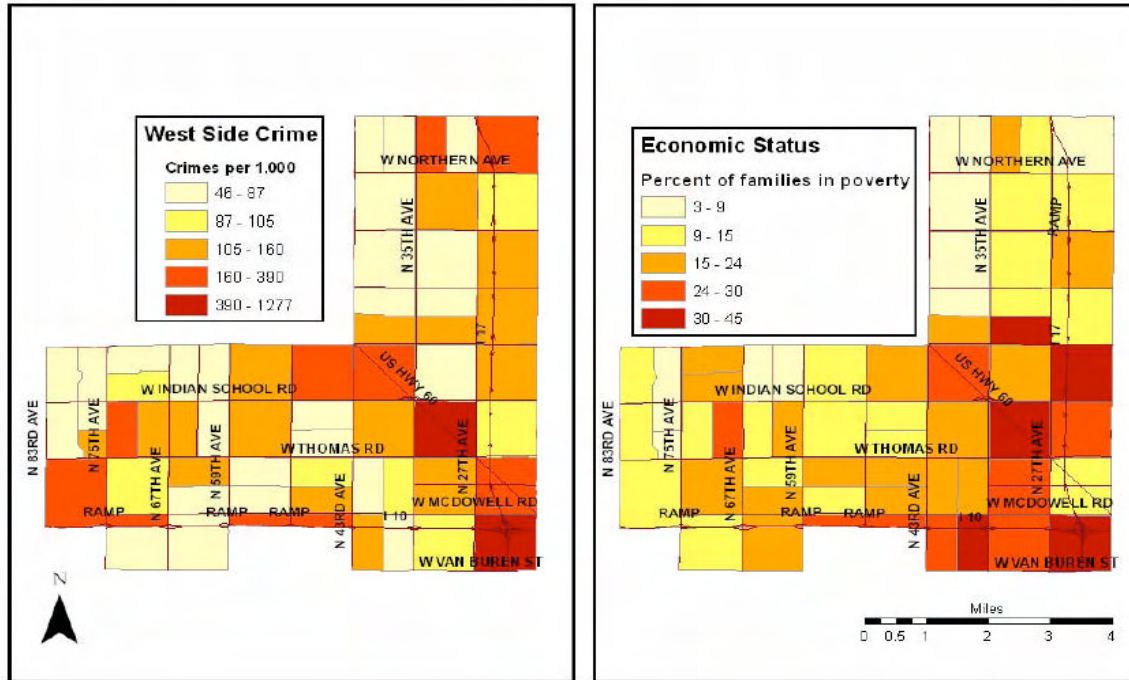 West Side Crime
Crimes per 1.000
46 - 87
87 - 105
105 - 160
160 - 390
390 - 1277
W NORTHERN AVE
N 35TH AVE
I 17
US HWY 60
W INDIAN SCHOOL RD
N 83RD AVE
N 75TH AVE
N 67TH AVE
N 59TH AVE
W THOMAS RD
N 27TH AVE
N 43RD AVE
W MCDOWELL RD
RAMP
RAMP
RAMP
I 10
W VAN BUREN ST
N
Economic Status
Percent of families in poverty
3 - 9
9 - 15
15 - 24
24 - 30
30 - 45
W NORTHERN AVE
N 35TH AVE
RAMP
I 17
US HWY 60
W INDIAN SCHOOL RD
N 83RD AVE
N 75TH AVE
N 67TH AVE
N 59TH AVE
W THOMAS RD
N 27TH AVE
N 43RD AVE
W MCDOWELL RD
RAMP
RAMP
RAMP
I 10
W VAN BUREN ST
Miles
0 0.5 1 2 3 4